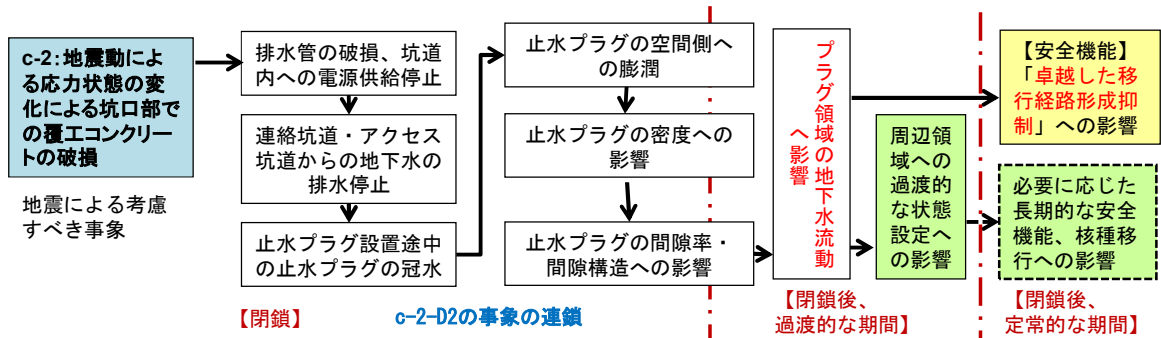 c-2:地震動によ
る応力状態の変
化による坑口部で
の覆工コンクリー
トの破損
地震による考慮
すべき事象
排水管の破損、坑道
内への電源供給停止
連絡坑道・アクセス
坑道からの地下水の
排水停止
止水プラグ設置途中
の止水プラグの冠水
【閉鎖】
c-2-D2の事象の連鎖
止水プラグの空間側へ
の膨潤
止水プラグの密度への
影響
止水プラグの間隙率・
間隙構造への影響
プラグ領域の地下水流動
へ影響
周辺領
域への
過渡的
な状態
設定へ
の影響
【閉鎖後、
過渡的な期間】
【安全機能】
「卓越した移
行経路形成抑
制」への影響
必要に応じた
長期的な安全
機能、核種移
行への影響
【閉鎖後、
定常的な期間】